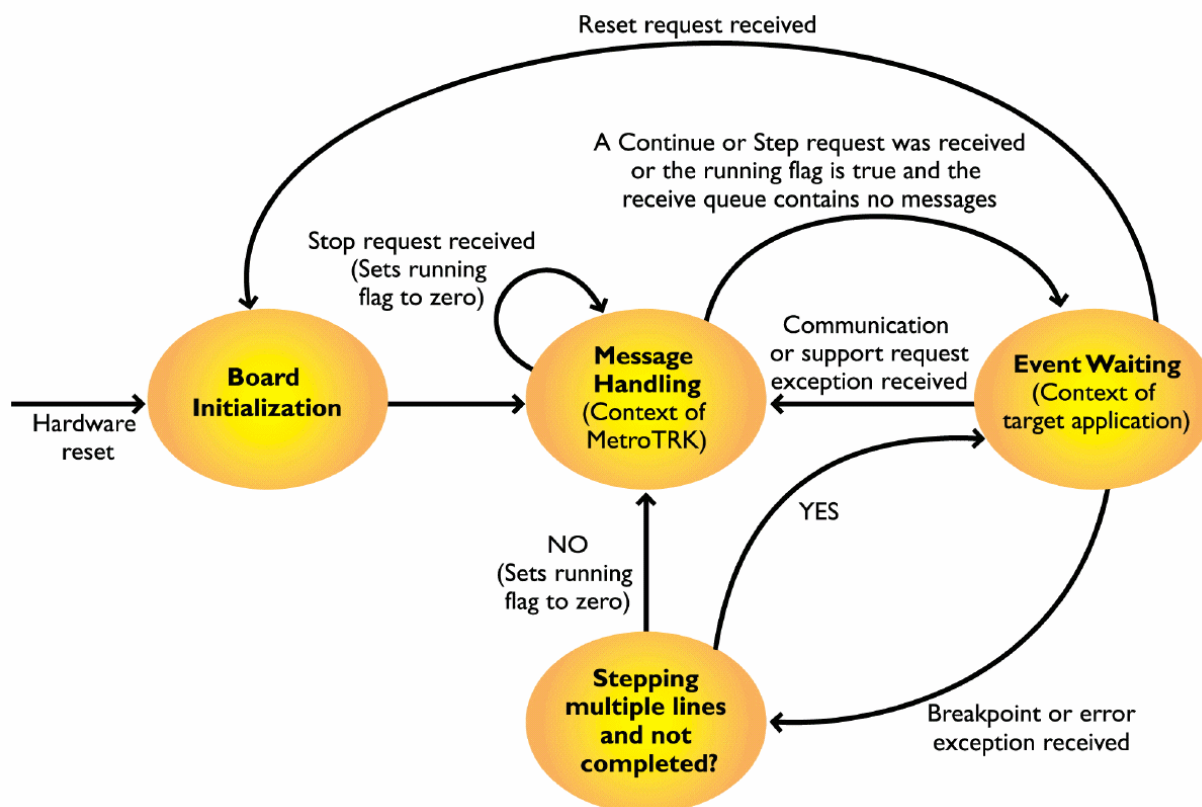 Reset request received
A Continue or Step request was received
or the running flag is true and the
receive queue contains no messages
Stop request received
(Sets running
flag to zero)
Board
Initialization
Message
Handling
(Context of
MetroTRK)
Communication
or support request
exception received
Event Waiting
(Context of
target application)
Hardware
reset
YES
NO
(Sets running
flag to zero)
Stepping
multiple lines
and not
completed?
Breakpoint or error
exception received